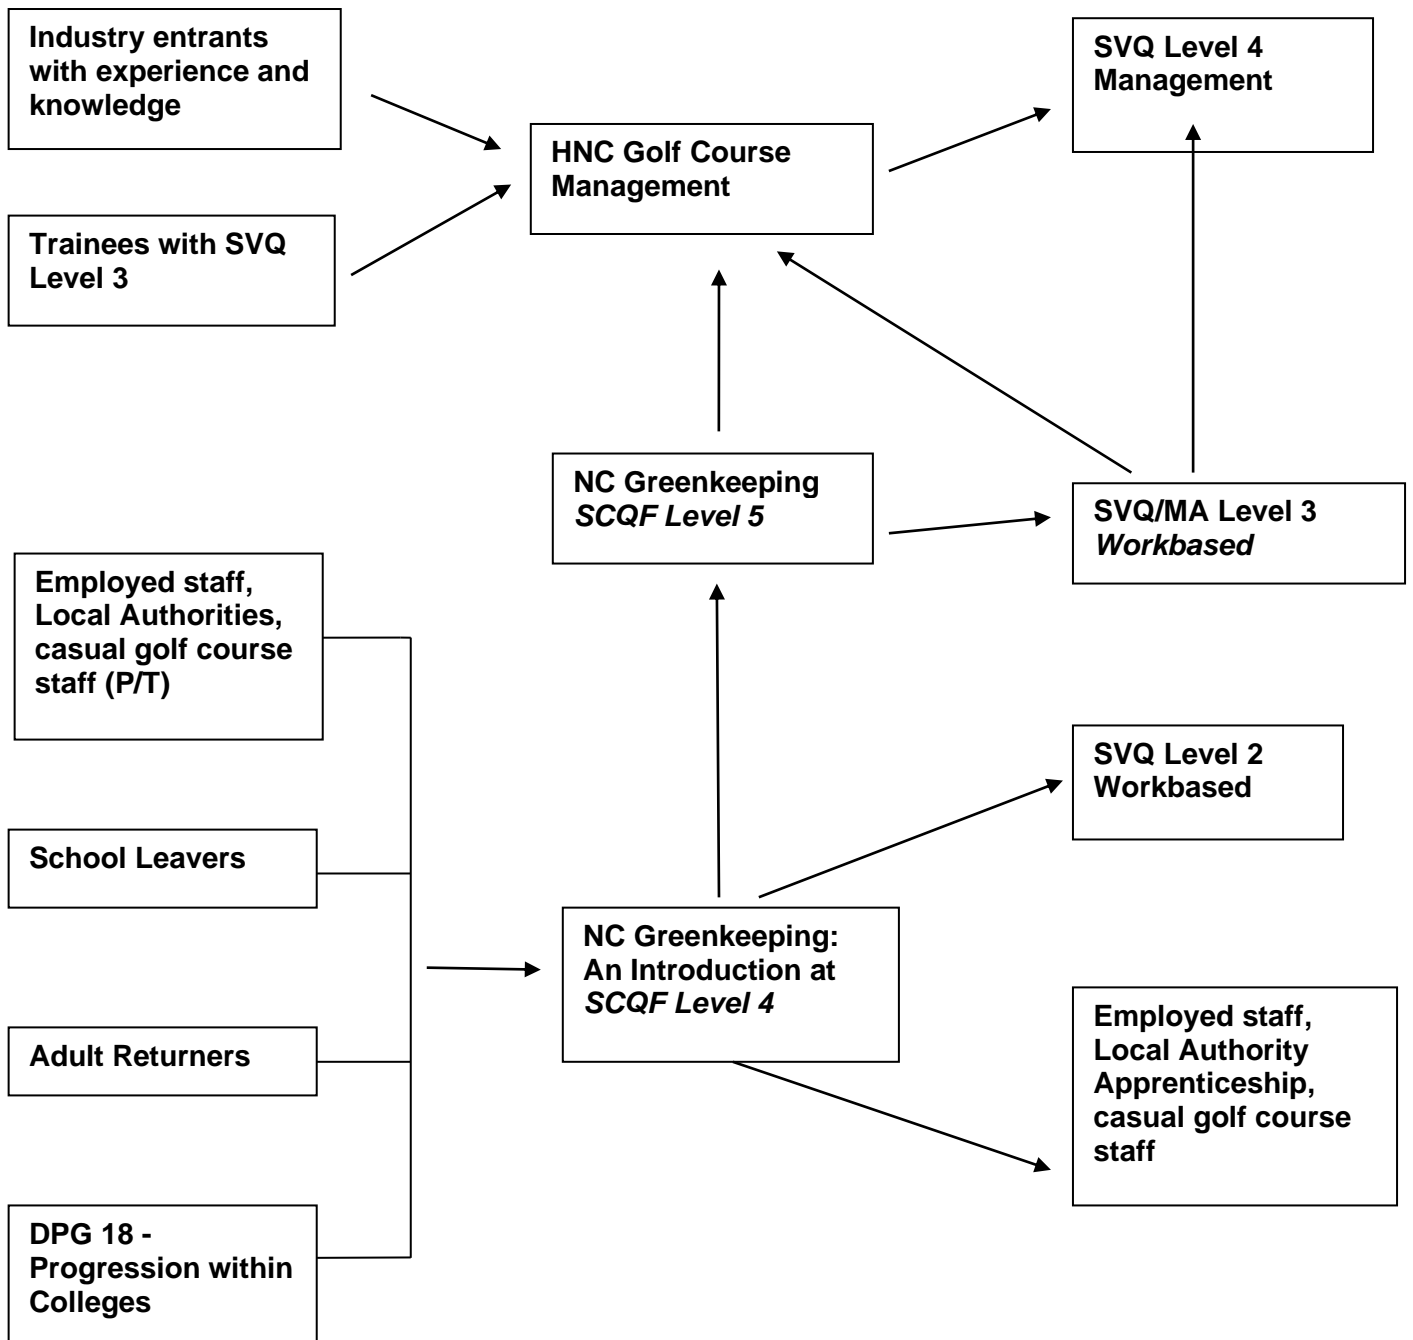 Industry entrants
with experience and
knowledge
SVQ Level 4
Management
HNC Golf Course
Management
Trainees with SVQ
Level 3
NC Greenkeeping
SCQF Level 5
SVQ/MA Level 3
Workbased
Employed staff,
Local Authorities,
casual golf course
staff (P/T)
SVQ Level 2
Workbased
School Leavers
NC Greenkeeping:
An Introduction at
SCQF Level 4
Employed staff,
Local Authority
Apprenticeship,
casual golf course
staff
Adult Returners
DPG 18 -
Progression within
Colleges